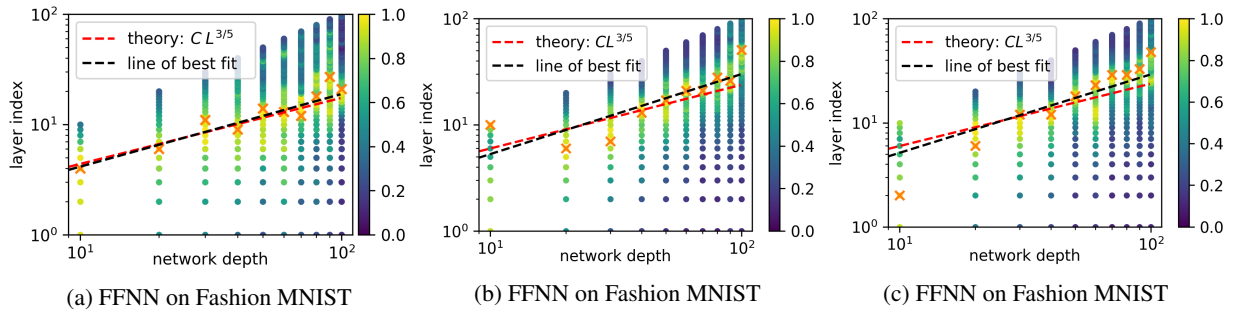 10²
10¹
10⁰
layer index
theory: C L^{3/5}
line of best fit
10¹
10²
network depth
1.0
0.8
0.6
0.4
0.2
0.0
(a) FFNN on Fashion MNIST
10²
10¹
10⁰
layer index
theory: CL^{3/5}
line of best fit
10¹
10²
network depth
1.0
0.8
0.6
0.4
0.2
0.0
(b) FFNN on Fashion MNIST
10²
10¹
10⁰
layer index
theory: CL^{3/5}
line of best fit
10¹
10²
network depth
1.0
0.8
0.6
0.4
0.2
0.0
(c) FFNN on Fashion MNIST